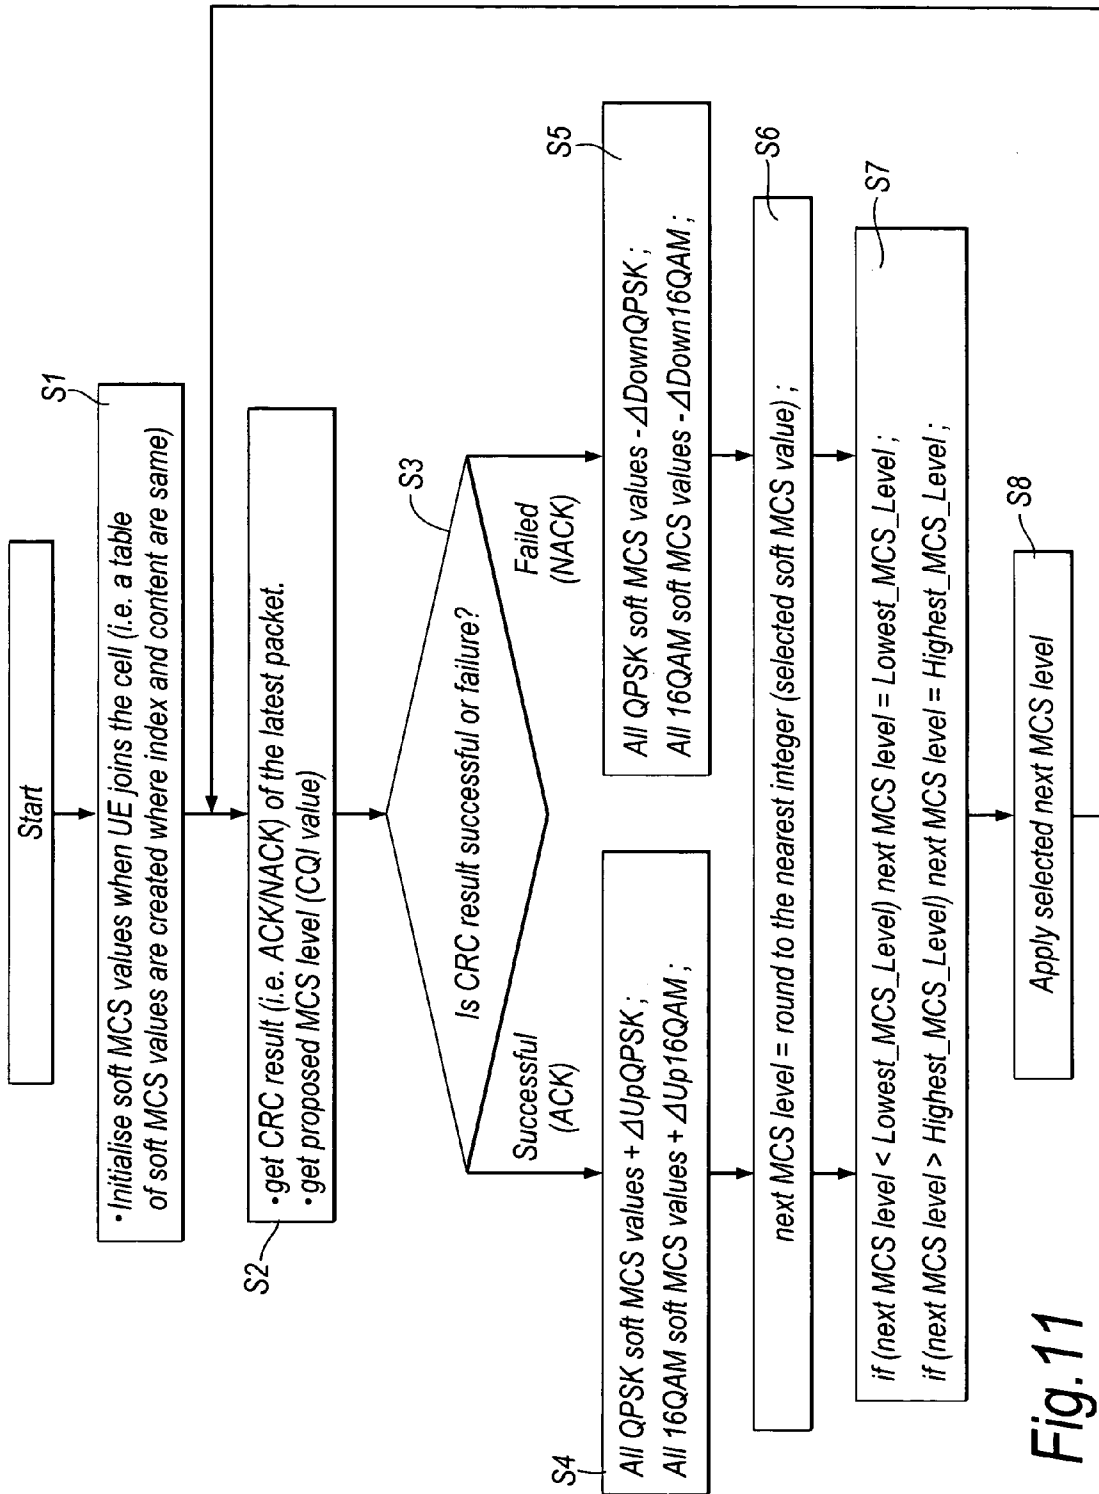 Start
S1
•Initialise soft MCS values when UE joins the cell (i.e. a table
of soft MCS values are created where index and content are same)
S2
•get CRC result (i.e. ACK/NACK) of the latest packet.
•get proposed MCS level (CQI value)
S3
Is CRC result successful or failure?
Successful
(ACK)
Failed
(NACK)
S4
All QPSK soft MCS values + ΔUpQPSK ;
All 16QAM soft MCS values + ΔUp16QAM ;
S5
All QPSK soft MCS values - ΔDownQPSK ;
All 16QAM soft MCS values - ΔDown16QAM ;
S6
next MCS level = round to the nearest integer (selected soft MCS value) ;
S7
if (next MCS level < Lowest_MCS_Level) next MCS level = Lowest_MCS_Level ;
if (next MCS level > Highest_MCS_Level) next MCS level = Highest_MCS_Level ;
S8
Apply selected next MCS level
Fig.11